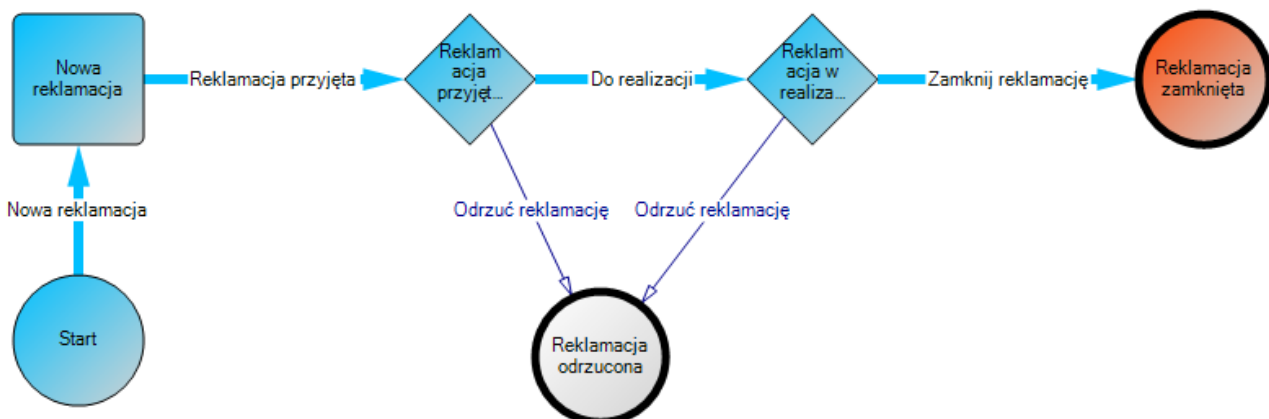 Nowa
reklamacja
Reklamacja przyjęta
Reklam
acja
przyjęt...
Do realizacji
Reklam
acja w
realiza...
Zamknij reklamację
Reklamacja
zamknięta
Nowa reklamacja
Odrzuć reklamację
Odrzuć reklamację
Start
Reklamacja
odrzucona